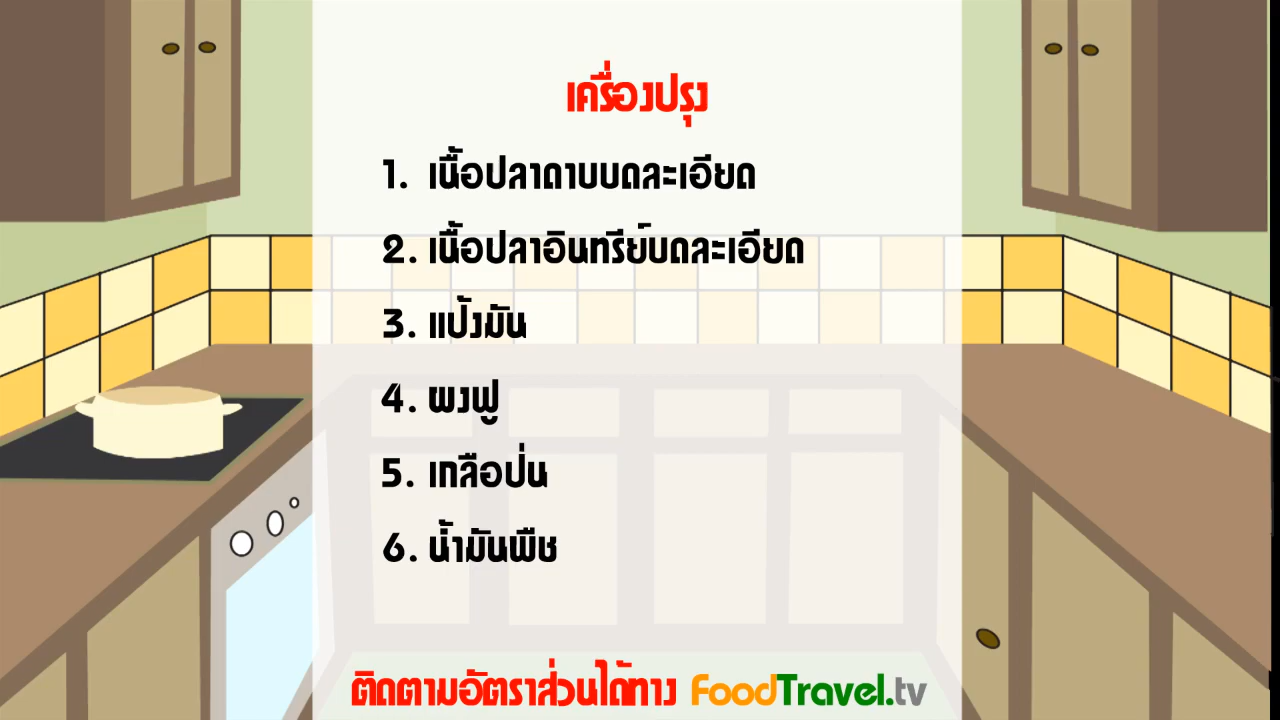 เครื่องปรุง
1. เนื้อปลาดาบบดละเอียด
2. เนื้อปลาอินทรีย์บดละเอียด
3. แป้งมัน
4. ผงฟู
5. เกลือป่น
6. น้ำมันพืช
ติดตามอัตราส่วนได้ทาง FoodTravel.tv